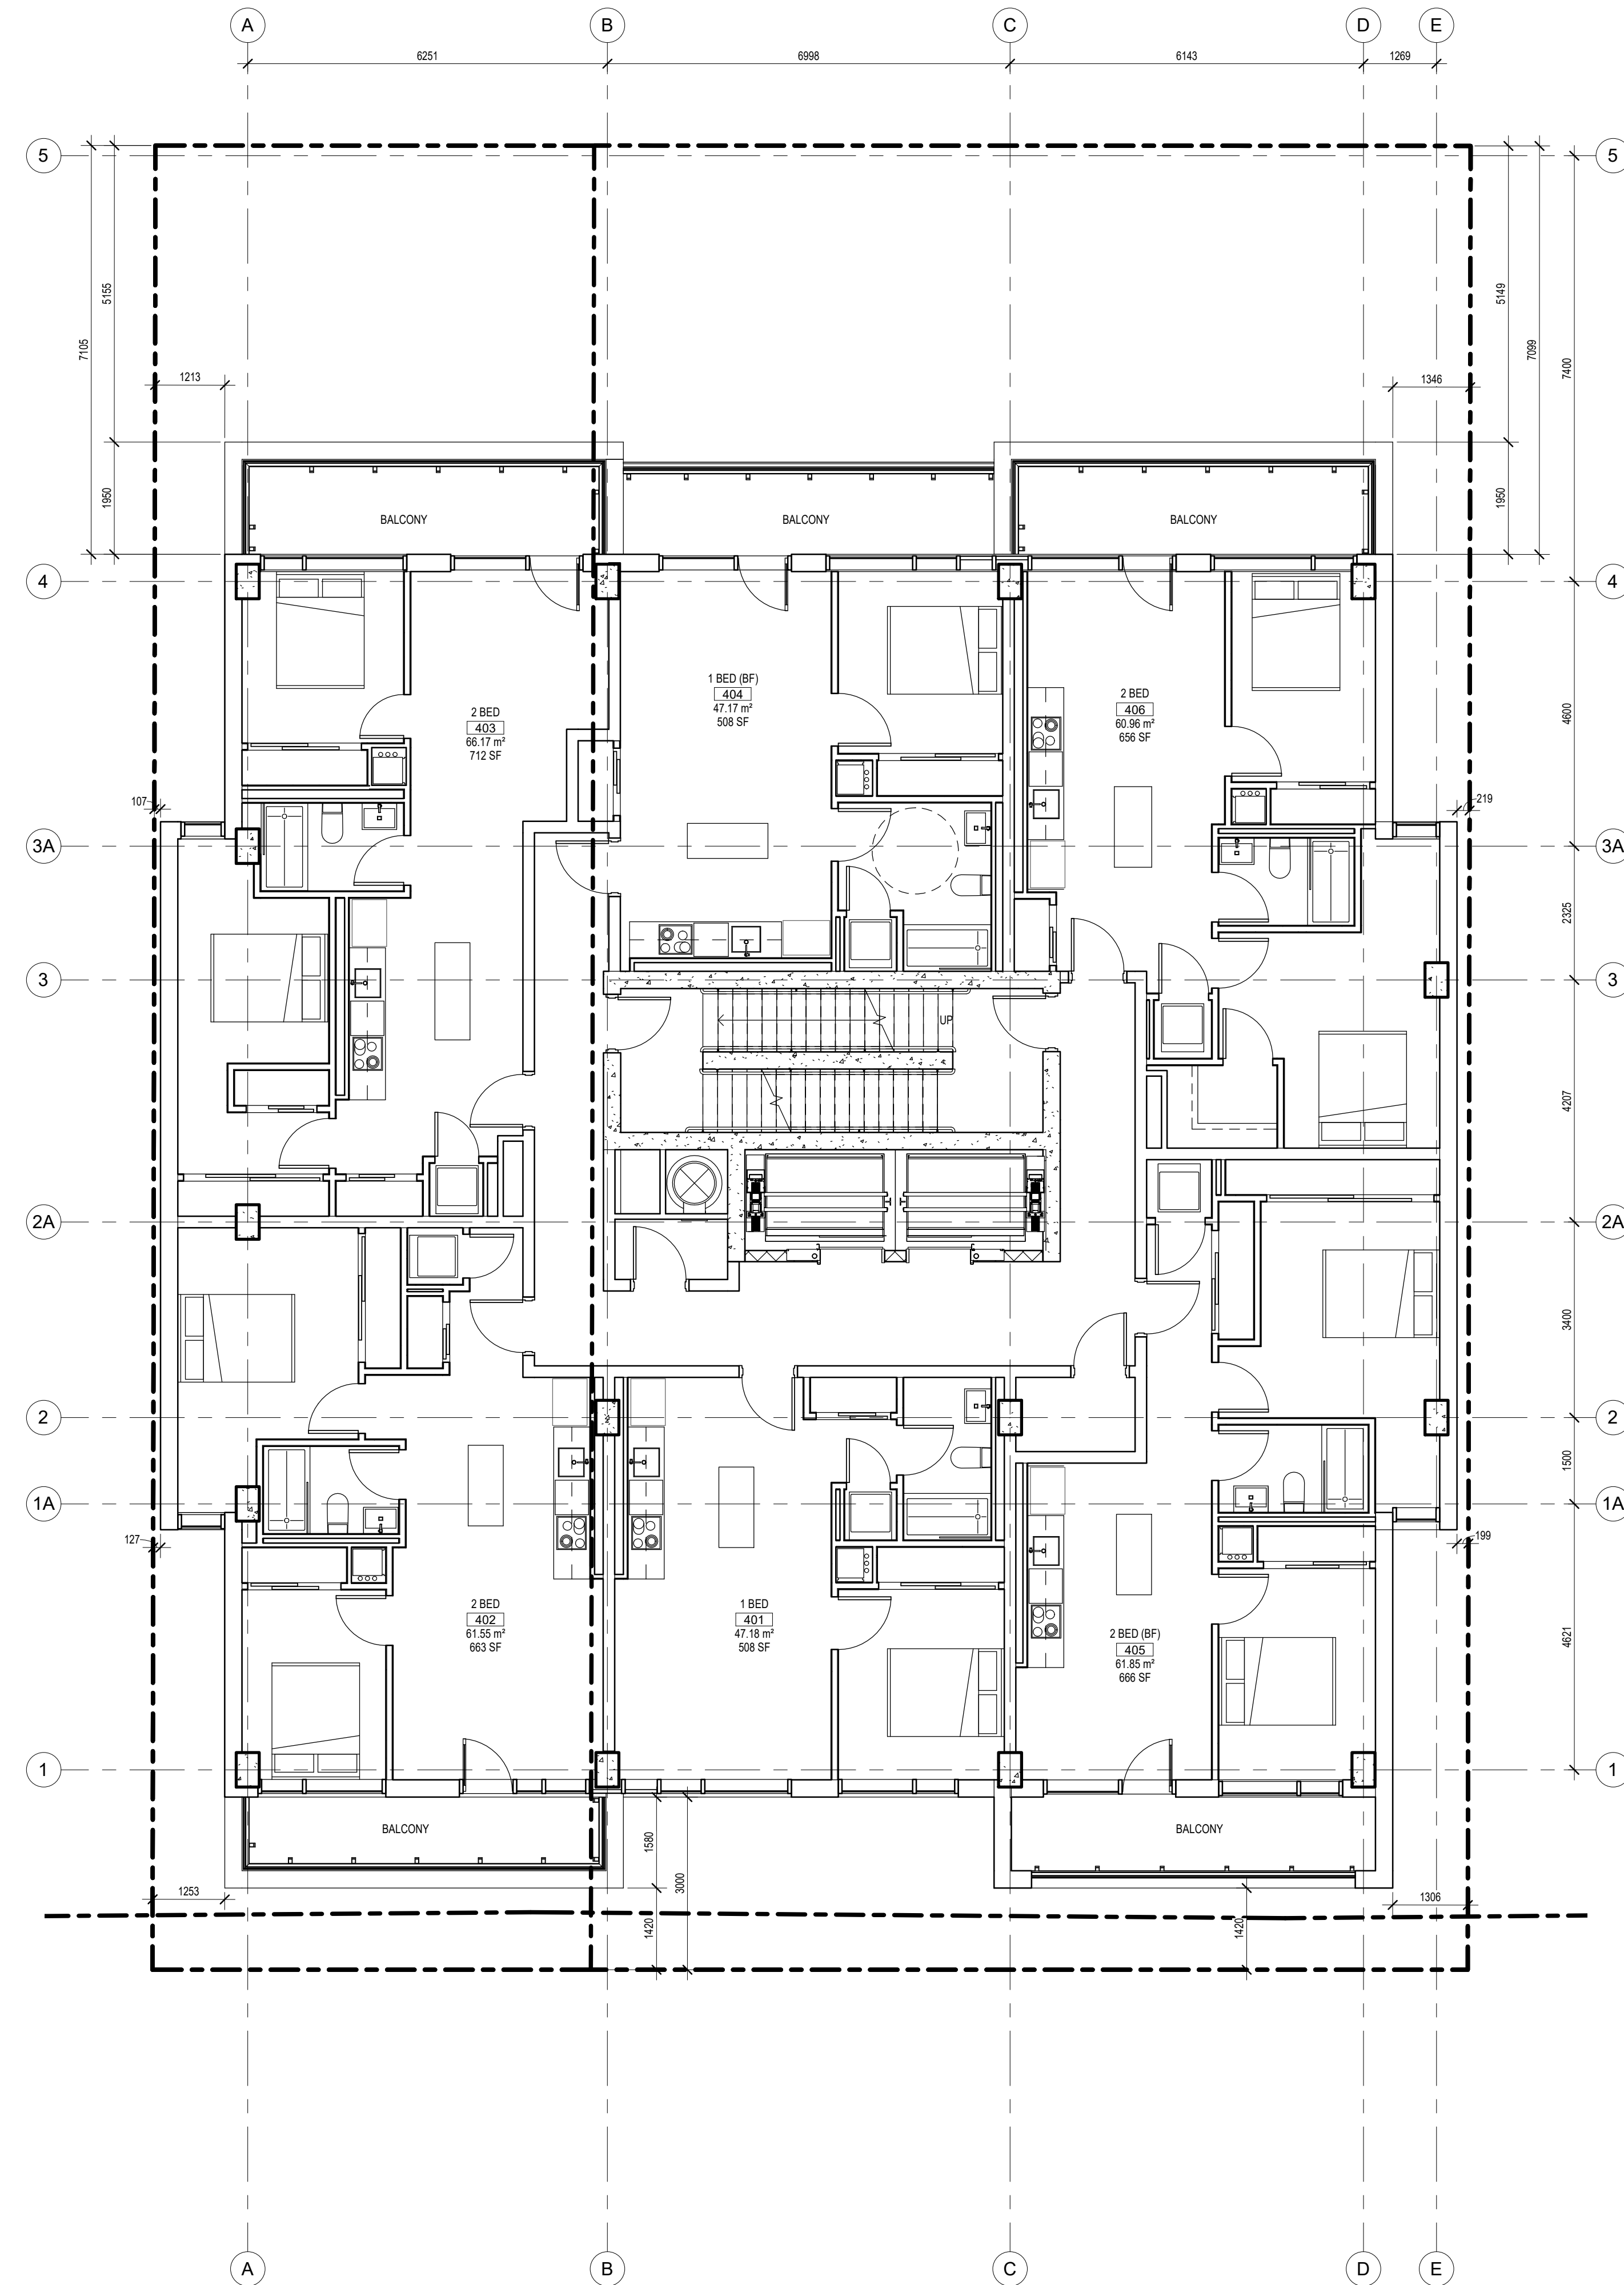 A B C D E
6251 6998 6143 1269
5 5
5155 5149
7105 7099
7400
1213 1346
1950 1950
BALCONY BALCONY BALCONY
4 4
1 BED (BF)
404
47.17 m²
508 SF
2 BED
406
60.96 m²
656 SF
2 BED
403
66.17 m²
712 SF
4600
107 219
3A 3A
2325
3 3
UP
4207
2A 2A
3400
2 2
1500
1A 1A
127 199
2 BED
402
61.55 m²
663 SF
1 BED
401
47.18 m²
508 SF
2 BED (BF)
405
61.85 m²
666 SF
4621
1 1
BALCONY BALCONY
1580
3000
1253 1306
1420 1420
A B C D E